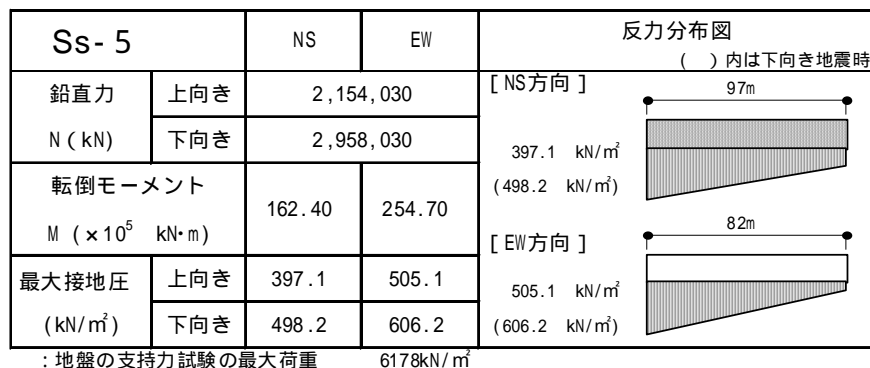 Ss-5 NS EW 反力分布図
( )内は下向き地震時
鉛直力 N(kN) 上向き 2,154,030
下向き 2,958,030
転倒モーメント M (×10⁵ kN・m) 162.40 254.70
最大接地圧 (kN/㎡) 上向き 397.1 505.1
下向き 498.2 606.2
[NS方向] 97m
397.1 kN/㎡
(498.2 kN/㎡)
[EW方向] 82m
505.1 kN/㎡
(606.2 kN/㎡)
:地盤の支持力試験の最大荷重 6178kN/㎡